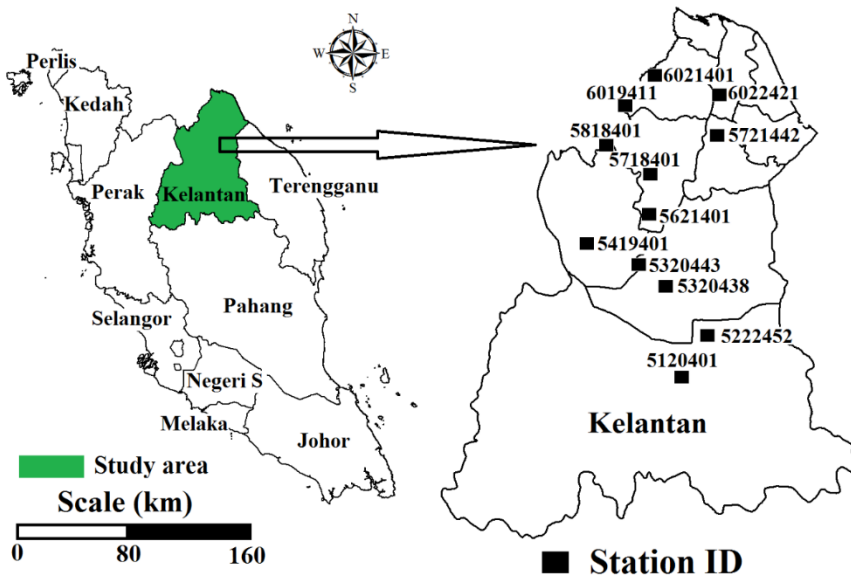 N
W E
S
Perlis
Kedah
Perak
Kelantan
Terengganu
Pahang
Selangor
Negeri S
Melaka
Johor
Study area
Scale (km)
0 80 160
6021401
6019411
6022421
5818401
5721442
5718401
5621401
5419401
5320443
5320438
5222452
5120401
Kelantan
Station ID